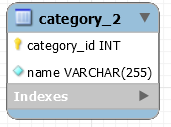 category_2
category_id INT
name VARCHAR(255)
Indexes